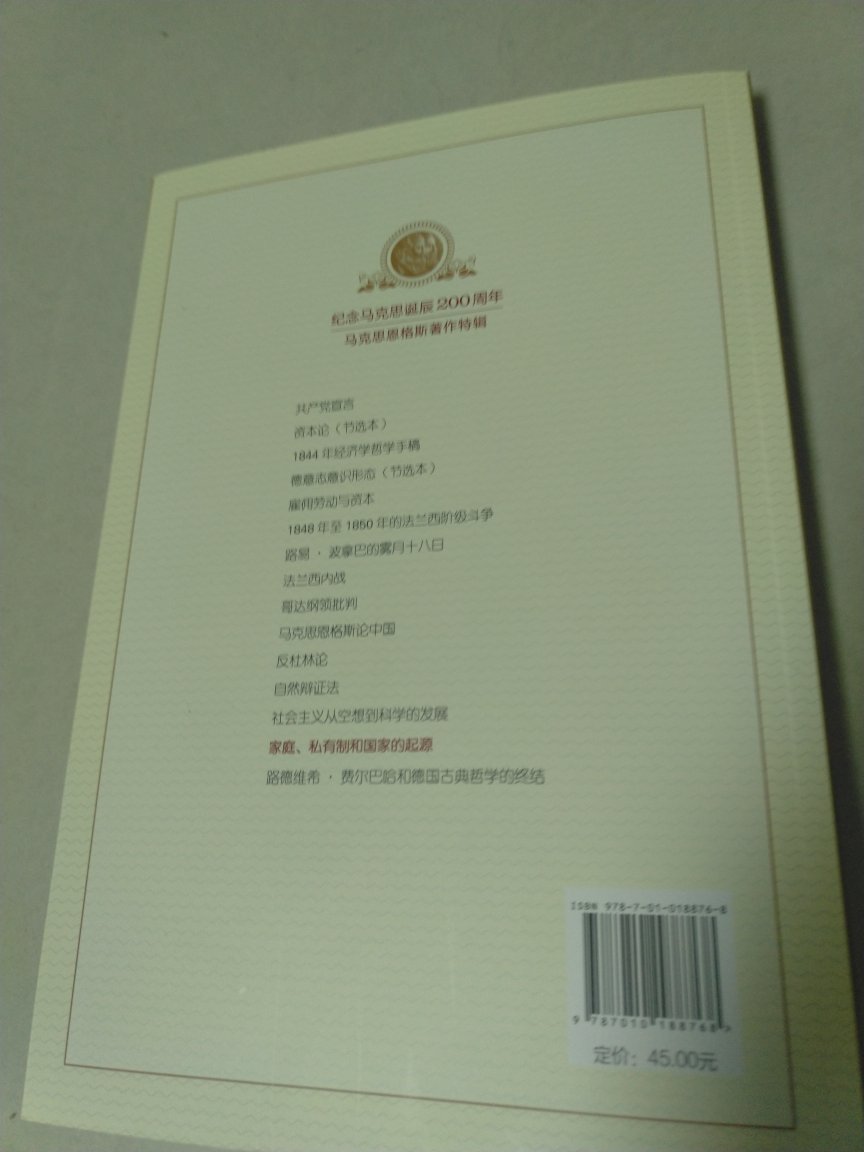 纪念马克思诞辰200周年
马克思恩格斯著作特辑
共产党宣言
资本论（节选本）
1844年经济学哲学手稿
德意志意识形态（节选本）
雇佣劳动与资本
1848年至1850年的法兰西阶级斗争
路易·波拿巴的雾月十八日
法兰西内战
哥达纲领批判
马克思恩格斯论中国
反杜林论
自然辩证法
社会主义从空想到科学的发展
家庭、私有制和国家的起源
路德维希·费尔巴哈和德国古典哲学的终结
ISBN 978-7-01-018876-8
9 787010 188768 >
定价：45.00元